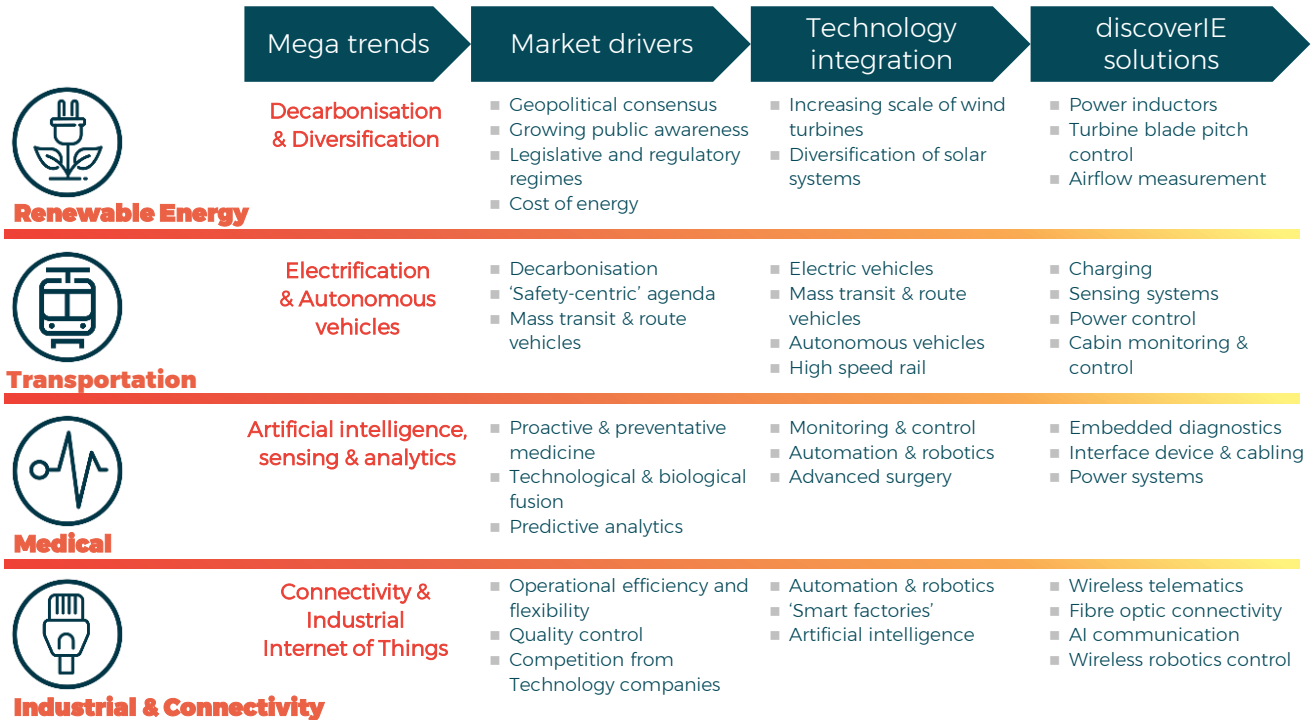 Mega trends
Market drivers
Technology
integration
discoverIE
solutions
Renewable Energy
Decarbonisation
& Diversification
Geopolitical consensus
Growing public awareness
Legislative and regulatory
regimes
Cost of energy
Increasing scale of wind
turbines
Diversification of solar
systems
Power inductors
Turbine blade pitch
control
Airflow measurement
Transportation
Electrification
& Autonomous
vehicles
Decarbonisation
‘Safety-centric’ agenda
Mass transit & route
vehicles
Electric vehicles
Mass transit & route
vehicles
Autonomous vehicles
High speed rail
Charging
Sensing systems
Power control
Cabin monitoring &
control
Medical
Artificial intelligence,
sensing & analytics
Proactive & preventative
medicine
Technological & biological
fusion
Predictive analytics
Monitoring & control
Automation & robotics
Advanced surgery
Embedded diagnostics
Interface device & cabling
Power systems
Industrial & Connectivity
Connectivity &
Industrial
Internet of Things
Operational efficiency and
flexibility
Quality control
Competition from
Technology companies
Automation & robotics
‘Smart factories’
Artificial intelligence
Wireless telematics
Fibre optic connectivity
AI communication
Wireless robotics control